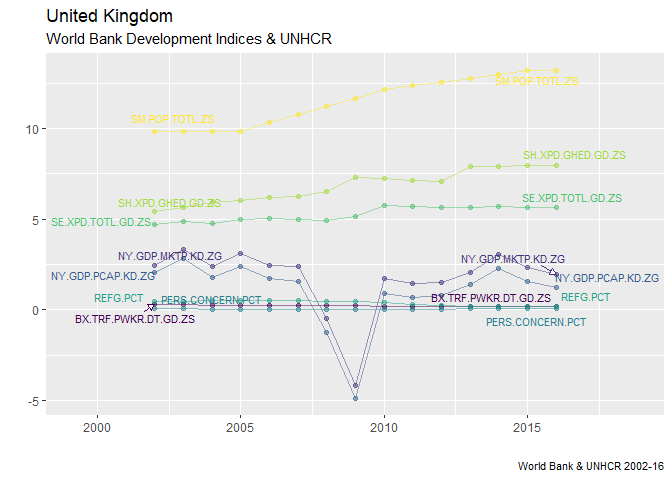 United Kingdom
World Bank Development Indices & UNHCR
SM.POP.TOTL.ZS
SM.POP.TOTL.ZS
10
SH.XPD.GHED.GD.ZS
SH.XPD.GHED.GD.ZS
SE.XPD.TOTL.GD.ZS
5
SE.XPD.TOTL.GD.ZS
NY.GDP.MKTP.KD.ZG
NY.GDP.MKTP.KD.ZG
NY.GDP.PCAP.KD.ZG
NY.GDP.PCAP.KD.ZG
REFG.PCT
PERS.CONCERN.PCT
BX.TRF.PWKR.DT.GD.ZS
REFG.PCT
0
BX.TRF.PWKR.DT.GD.ZS
PERS.CONCERN.PCT
-5
2000 2005 2010 2015
World Bank & UNHCR 2002-16